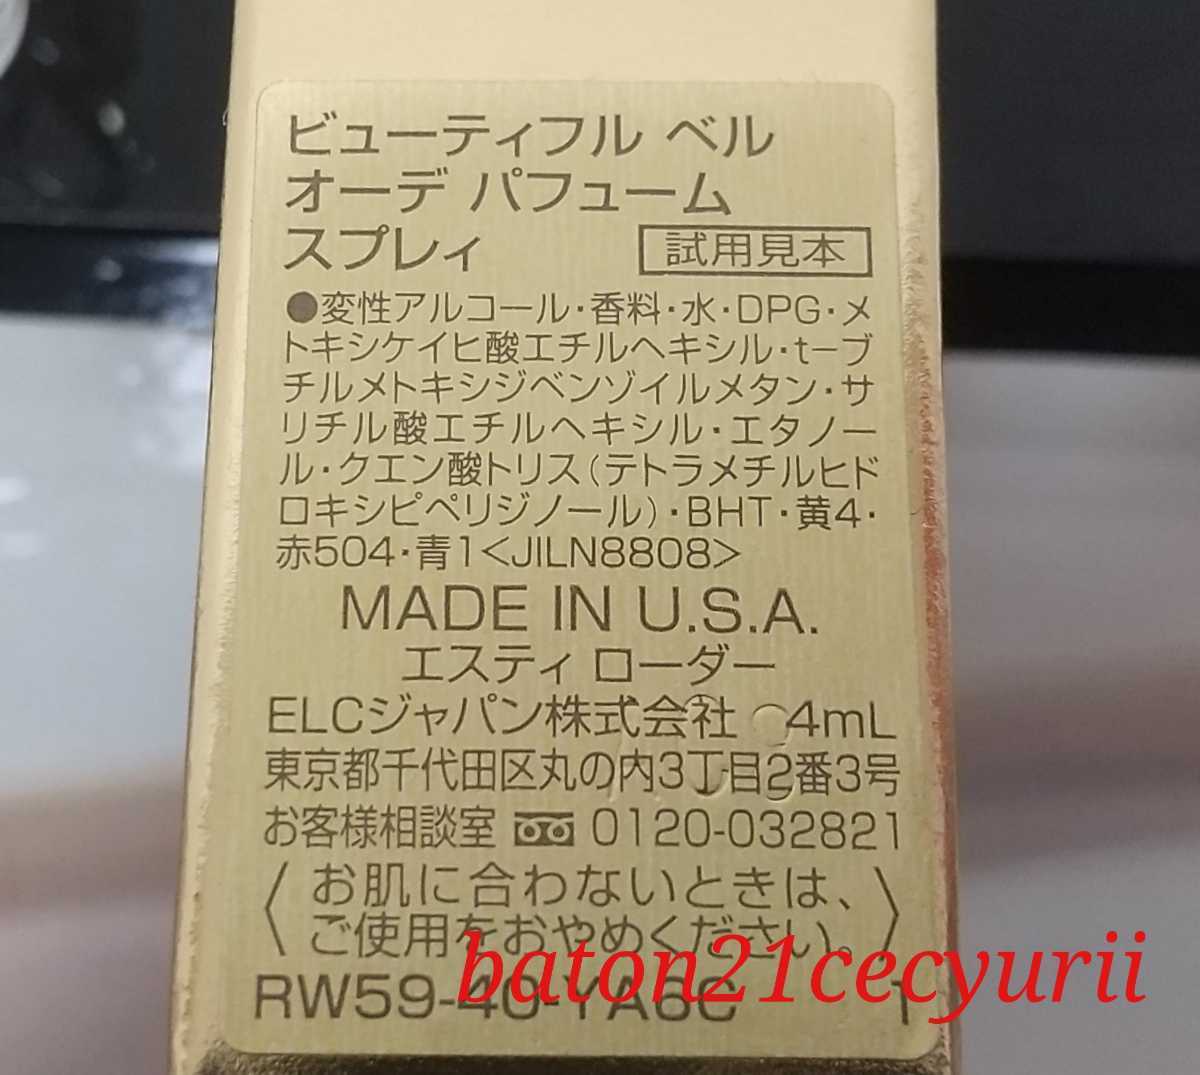 ビューティフル ベル
オーデ パフューム
スプレィ 試用見本
●変性アルコール・香料・水・DPG・メ
トキシケイヒ酸エチルヘキシル・t−ブ
チルメトキシジベンゾイルメタン・サ
リチル酸エチルヘキシル・エタノー
ル・クエン酸トリス(テトラメチルヒド
ロキシピペリジノール)・BHT・黄4・
赤504・青1<JILN8808>
MADE IN U.S.A.
エスティ ローダー
ELCジャパン株式会社 4mL
東京都千代田区丸の内3丁目2番3号
お客様相談室 0120-032821
〈お肌に合わないときは、
ご使用をおやめください。〉
RW59-40-YA6C 1
baton21cecyurii